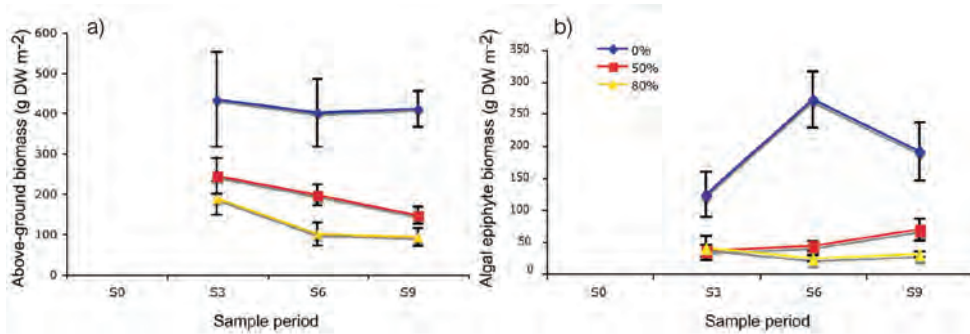 a)
Above-ground biomass (g DW m-2)
600
500
400
300
200
100
0
S0 S3 S6 S9
Sample period
b)
Algal epiphyte biomass (g DW m-2)
350
300
250
200
150
100
50
0
0%
50%
80%
S0 S3 S6 S9
Sample period